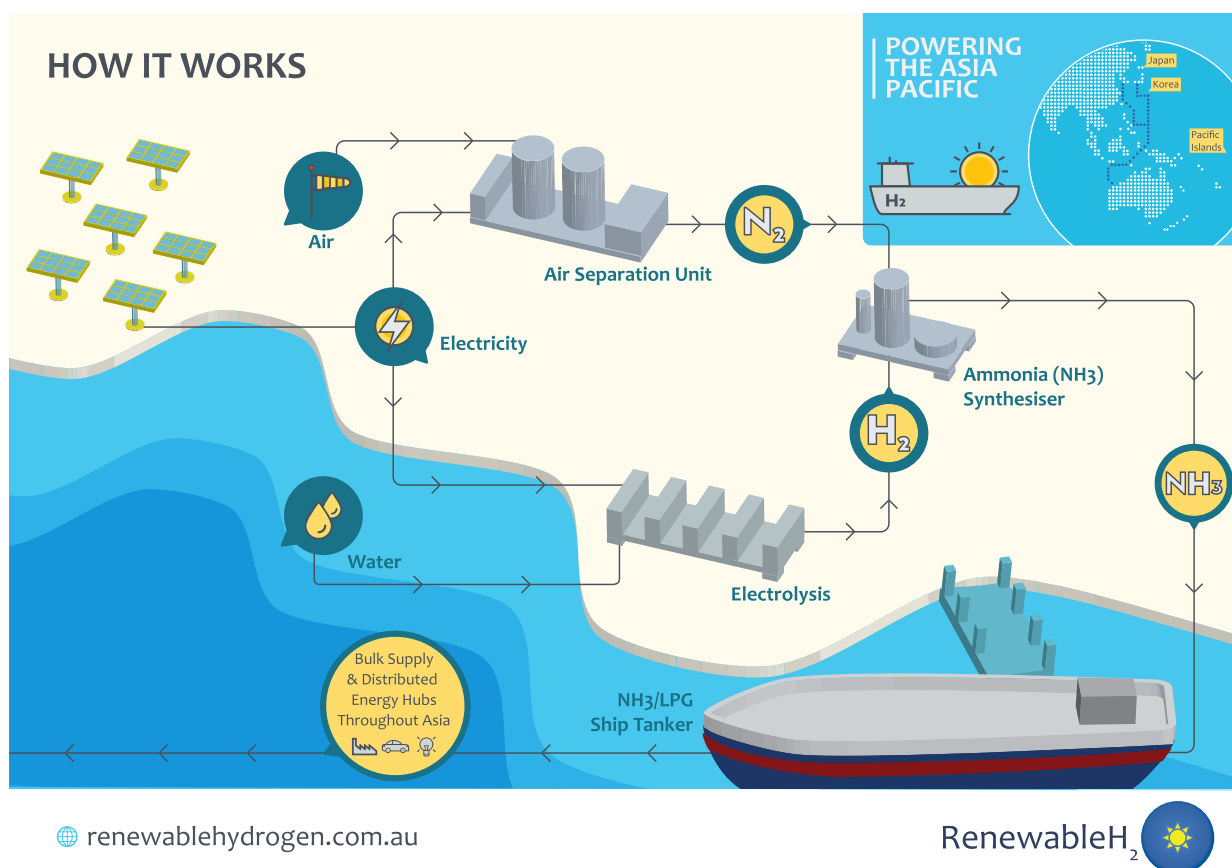 HOW IT WORKS
POWERING
THE ASIA
PACIFIC
Japan
Korea
Pacific
Islands
H2
Air
Air Separation Unit
N2
Electricity
Ammonia (NH3)
Synthesiser
H2
NH3
Water
Electrolysis
Bulk Supply
& Distributed
Energy Hubs
Throughout Asia
NH3/LPG
Ship Tanker
renewablehydrogen.com.au
RenewableH2